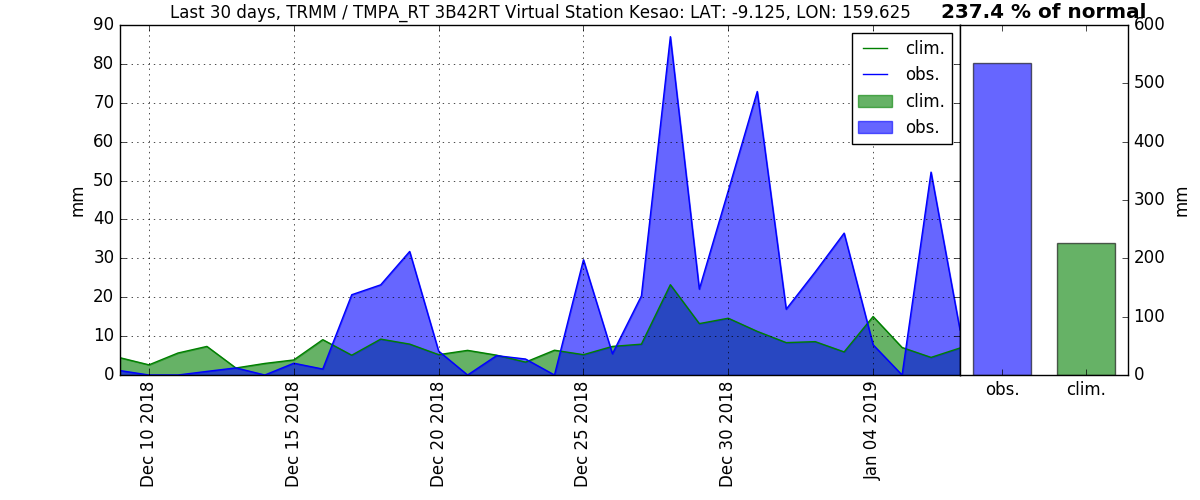 Last 30 days, TRMM / TMPA_RT 3B42RT Virtual Station Kesao: LAT: -9.125, LON: 159.625
237.4 % of normal
90
80
70
60
50
40
30
20
10
0
mm
clim.
obs.
clim.
obs.
Dec 10 2018
Dec 15 2018
Dec 20 2018
Dec 25 2018
Dec 30 2018
Jan 04 2019
600
500
400
300
200
100
0
mm
obs.
clim.